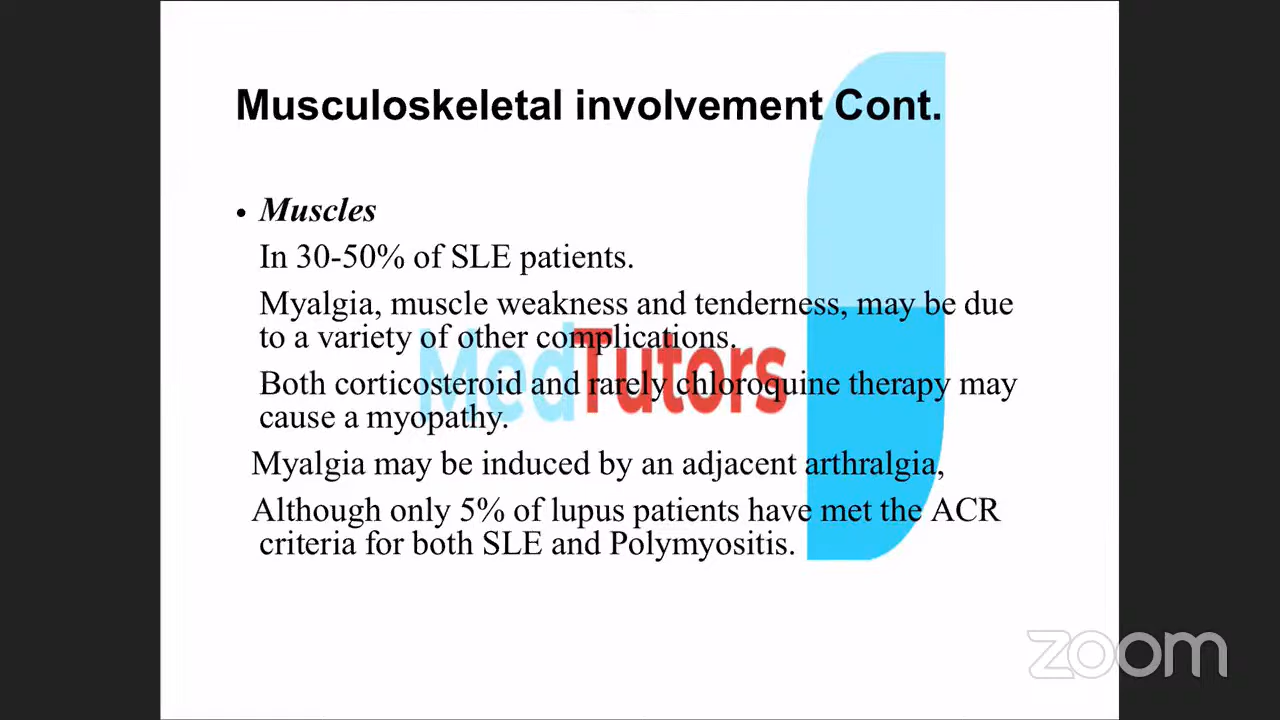 Musculoskeletal involvement Cont.
• Muscles
In 30-50% of SLE patients.
Myalgia, muscle weakness and tenderness, may be due
to a variety of other complications.
MedTutors
Both corticosteroid and rarely chloroquine therapy may
cause a myopathy.
Myalgia may be induced by an adjacent arthralgia,
Although only 5% of lupus patients have met the ACR
criteria for both SLE and Polymyositis.
zoom